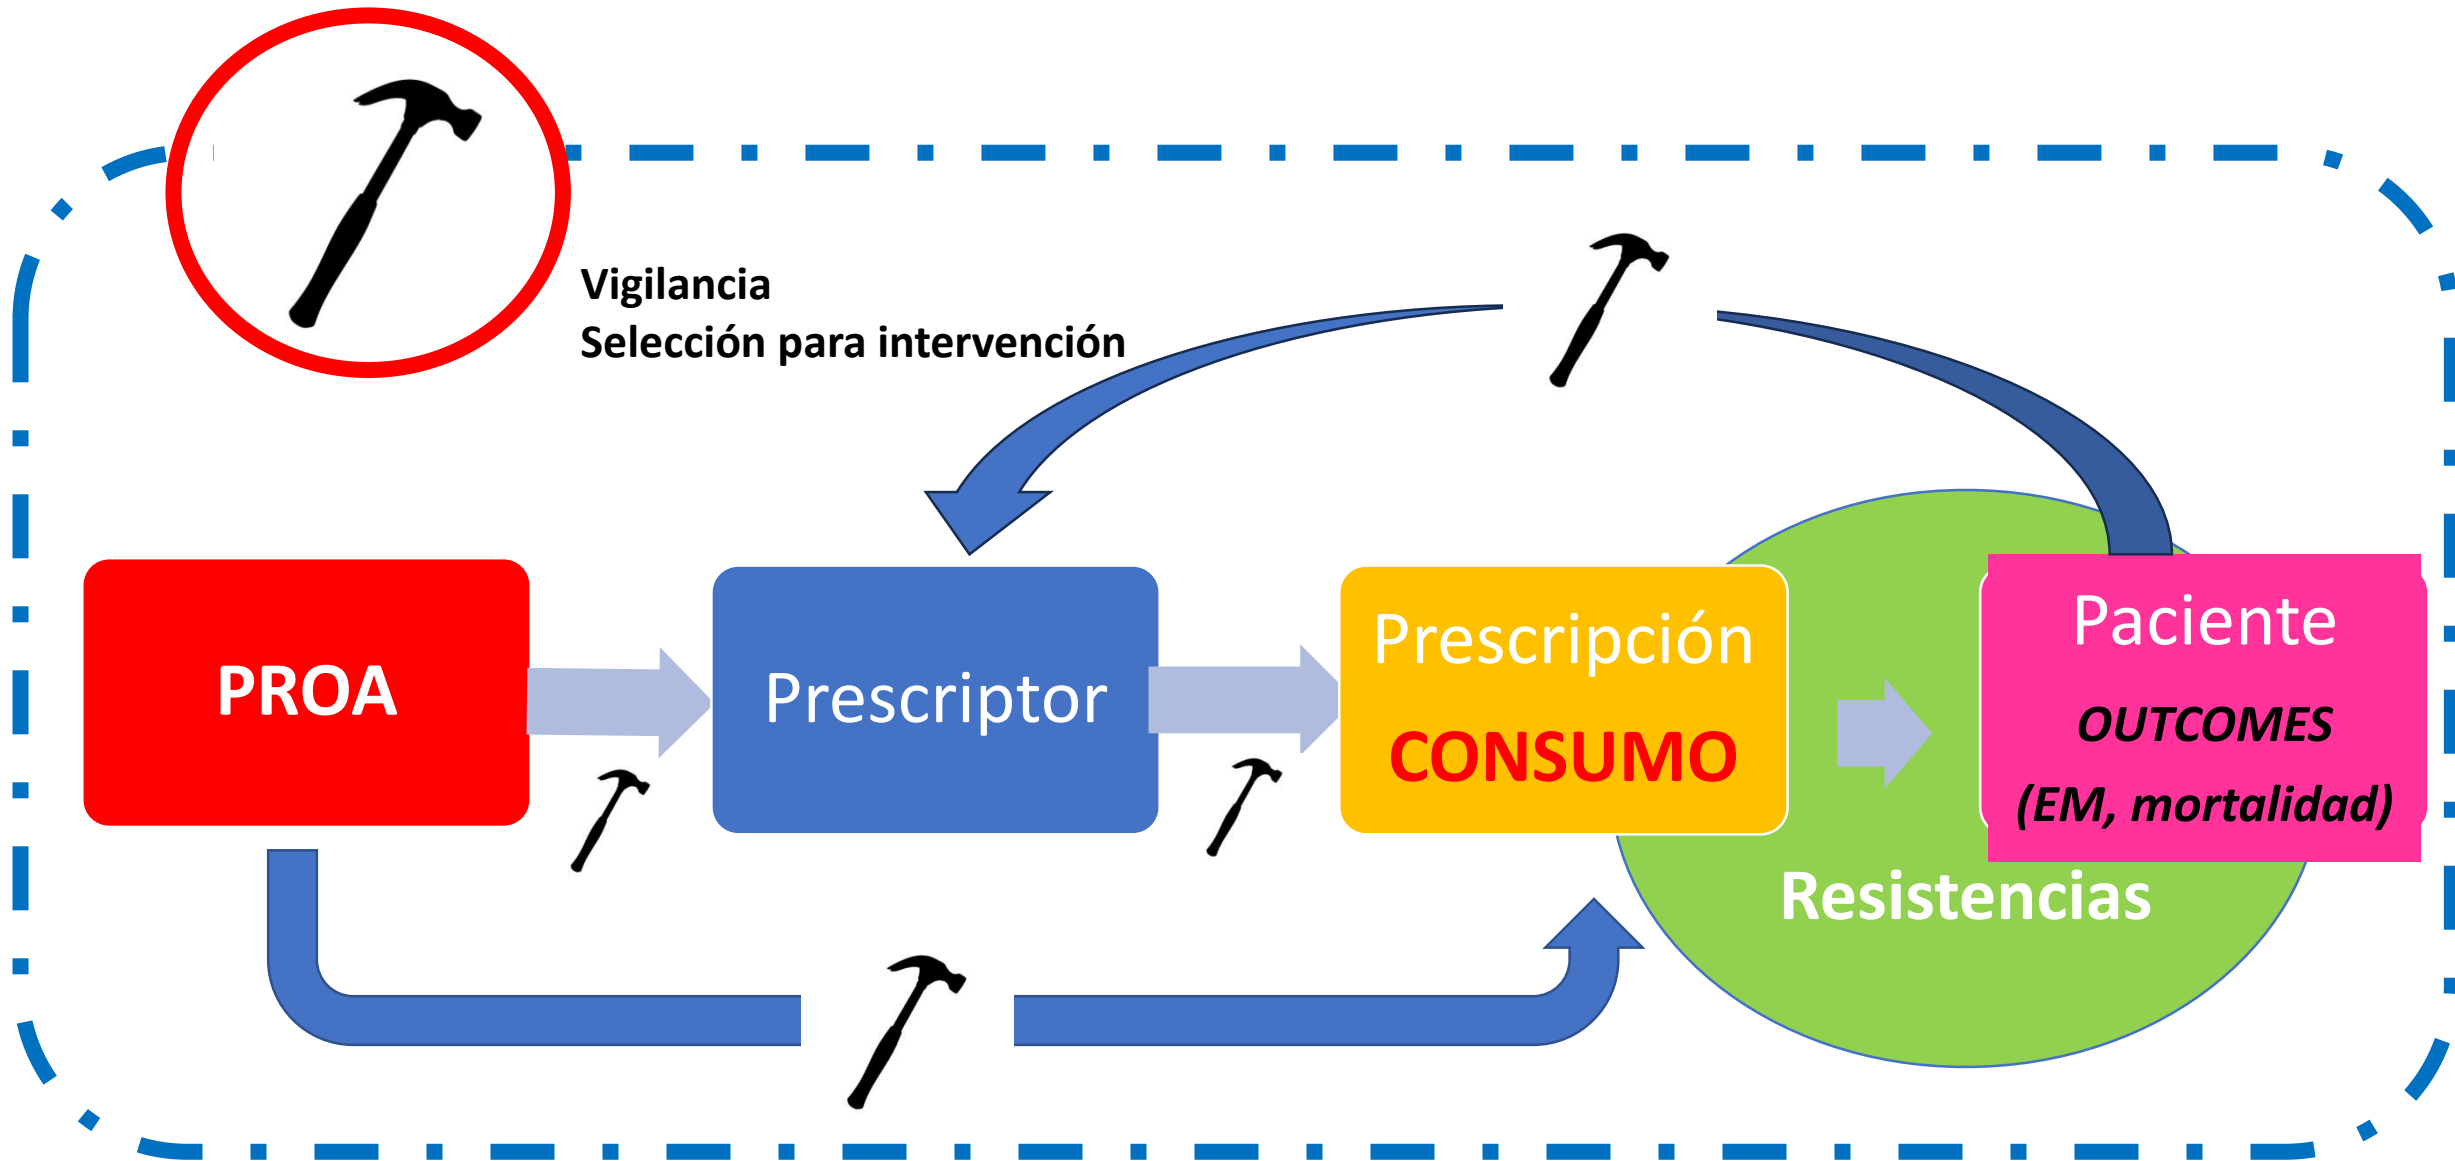 Vigilancia
Selección para intervención
PROA
Prescriptor
Prescripción
CONSUMO
Paciente
OUTCOMES
(EM, mortalidad)
Resistencias